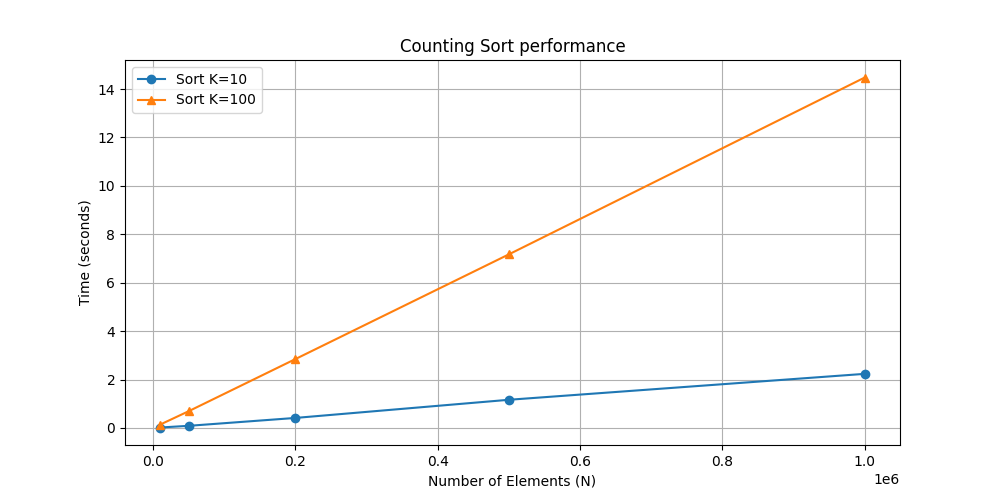 Counting Sort performance
Sort K=10
Sort K=100
Time (seconds)
14
12
10
8
6
4
2
0
0.0 0.2 0.4 0.6 0.8 1.0
1e6
Number of Elements (N)